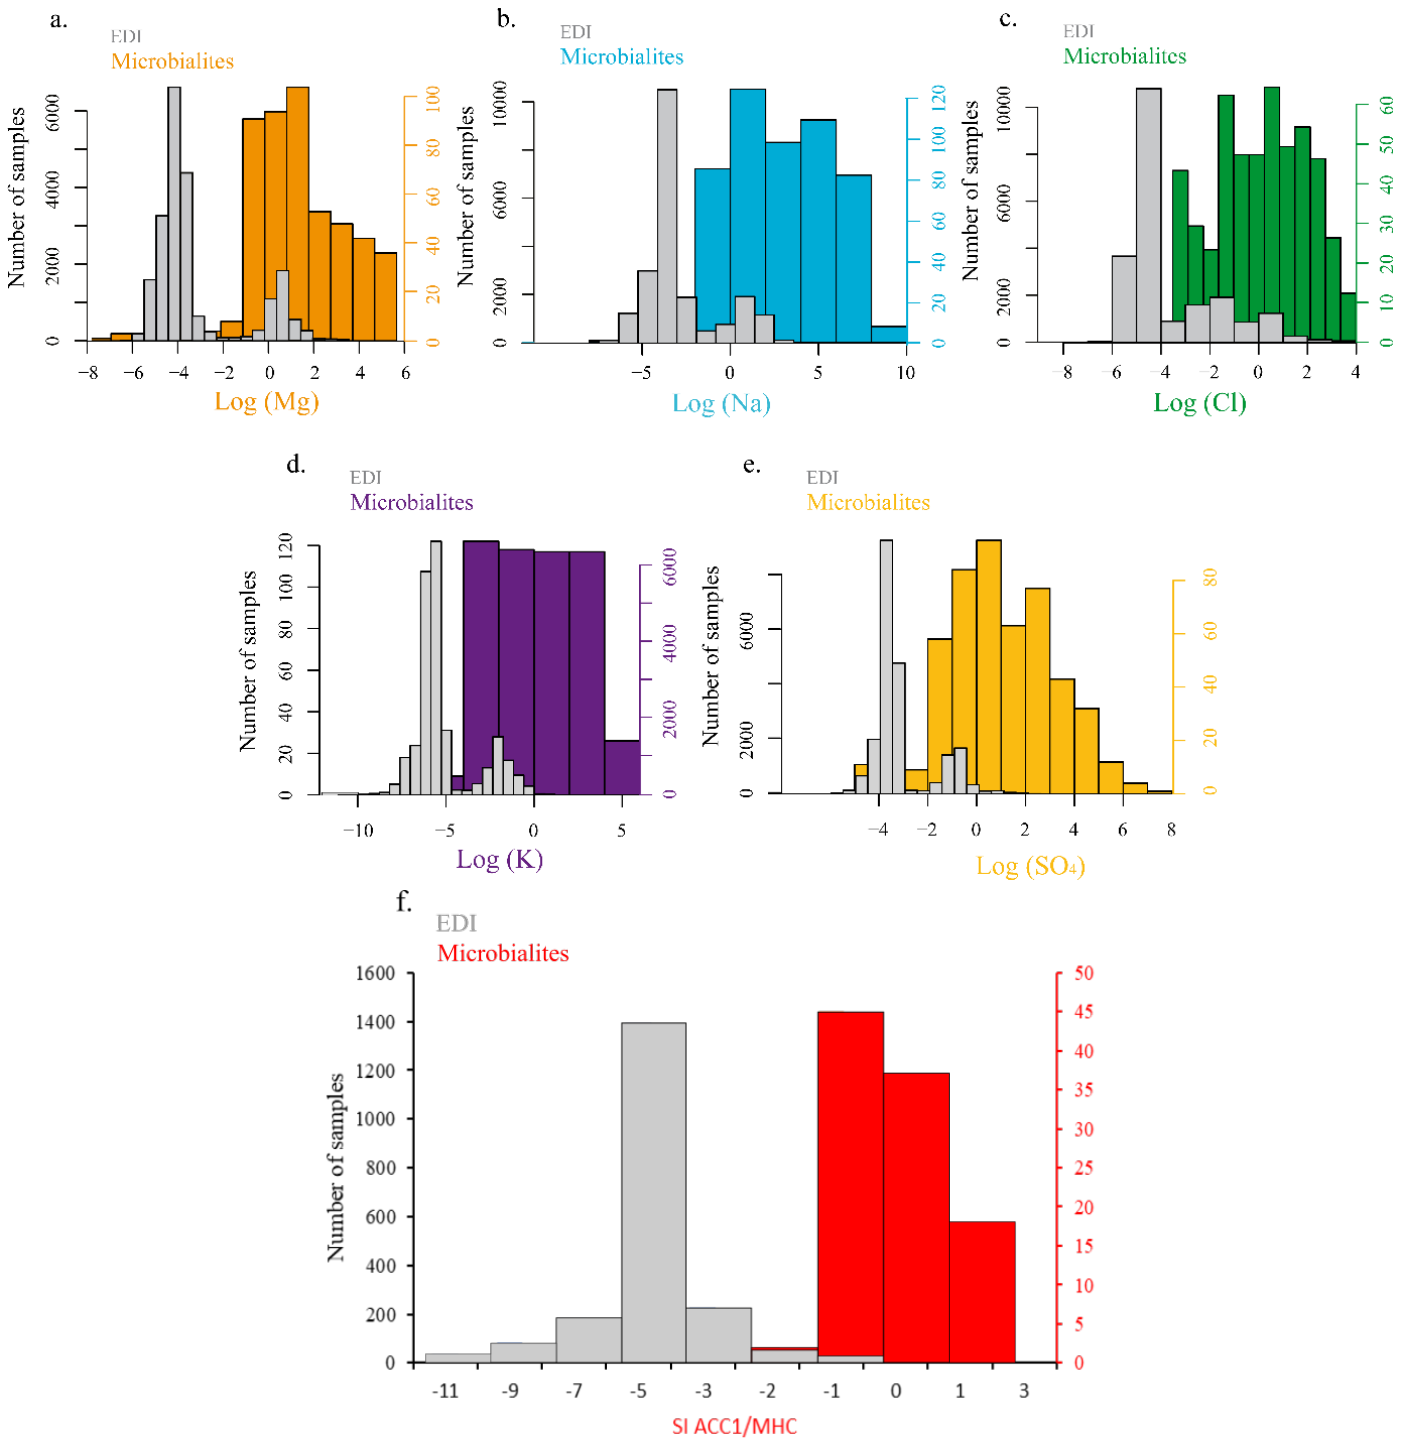 a.
EDI
Microbialites
Number of samples
0 2000 4000 6000
0 20 40 60 80 100
−8 −6 −4 −2 0 2 4 6
Log (Mg)
b.
EDI
Microbialites
Number of samples
2000 6000 10000
0
0 20 40 60 80 100 120
−5 0 5 10
Log (Na)
c.
EDI
Microbialites
Number of samples
0 2000 6000 10000
0 10 20 30 40 50 60
−8 −6 −4 −2 0 2 4
Log (Cl)
d.
EDI
Microbialites
Number of samples
0 20 40 60 80 100 120
0 2000 4000 6000
−10 −5 0 5
Log (K)
e.
EDI
Microbialites
Number of samples
0 2000 6000
0 20 40 60 80
−4 −2 0 2 4 6 8
Log (SO₄)
f.
EDI
Microbialites
Number of samples
1600
1400
1200
1000
800
600
400
200
0
50
45
40
35
30
25
20
15
10
5
0
-11 -9 -7 -5 -3 -2 -1 0 1 3
SI ACC1/MHC